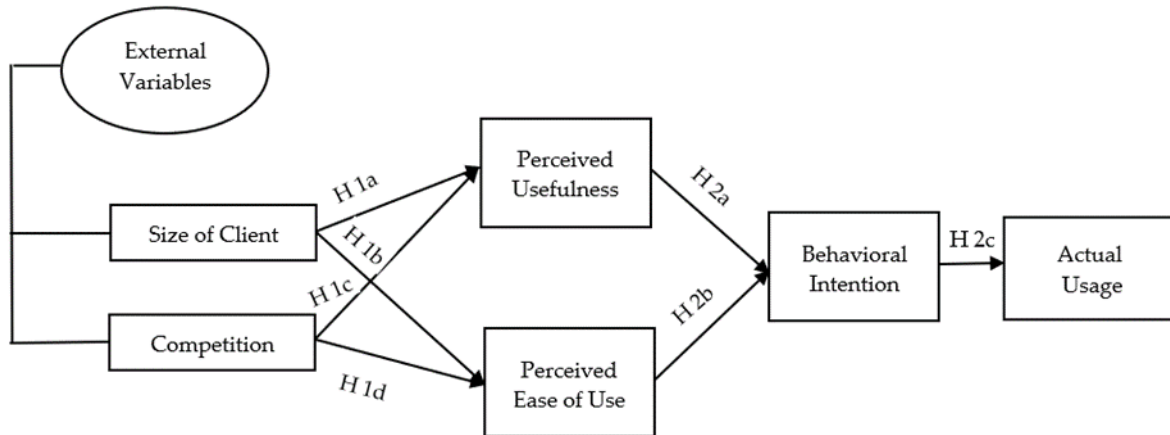 External
Variables
Size of Client
Competition
H 1a
H 1b
H 1c
H 1d
Perceived
Usefulness
Perceived
Ease of Use
H 2a
H 2b
Behavioral
Intention
H 2c
Actual
Usage